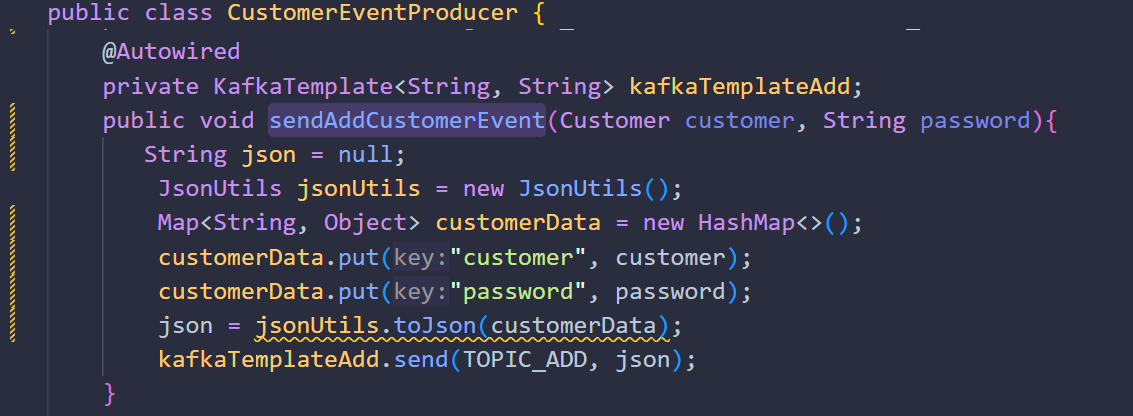 public class CustomerEventProducer {
@Autowired
private KafkaTemplate<String, String> kafkaTemplateAdd;
public void sendAddCustomerEvent(Customer customer, String password){
String json = null;
JsonUtils jsonUtils = new JsonUtils();
Map<String, Object> customerData = new HashMap<>();
customerData.put(key:"customer", customer);
customerData.put(key:"password", password);
json = jsonUtils.toJson(customerData);
kafkaTemplateAdd.send(TOPIC_ADD, json);
}